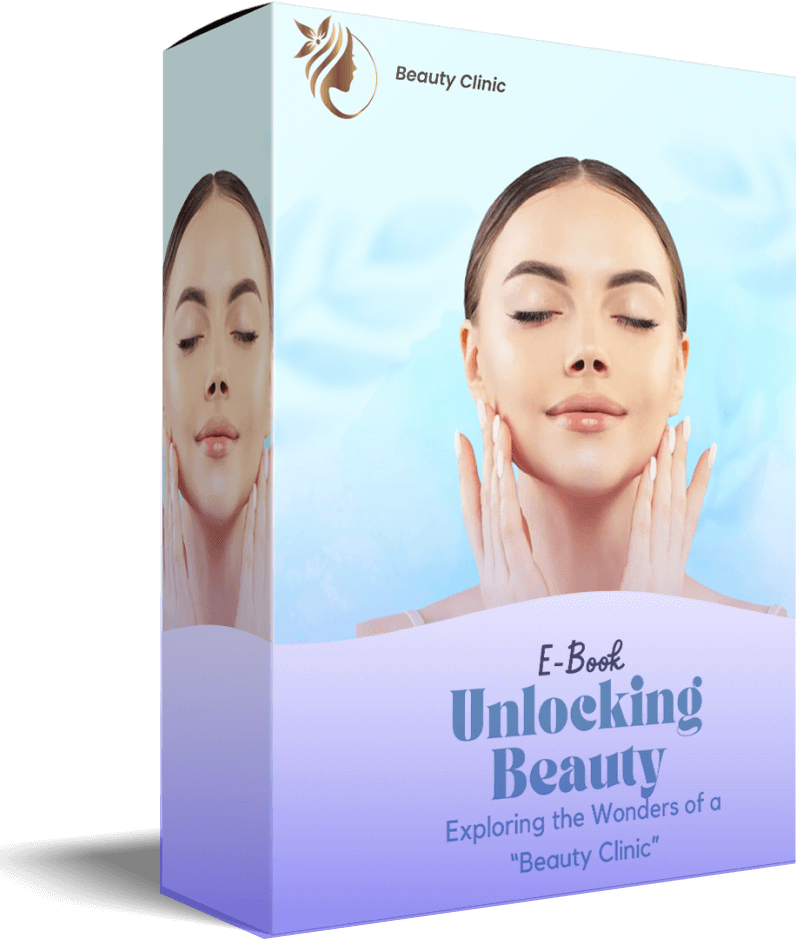 Beauty Clinic
E-Book
Unlocking
Beauty
Exploring the Wonders of a
“Beauty Clinic”